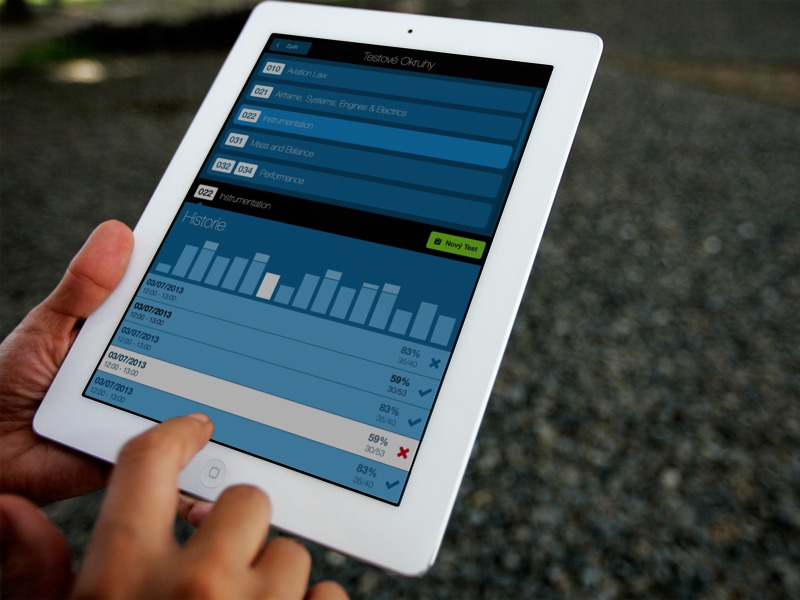 Zpět
Testové Okruhy
010 Aviation Law
021 Airframe, Systems, Engines & Electrics
022 Instrumentation
031 Mass and Balance
032 034 Performance
022 Instrumentation
Historie
Nový Test
03/07/2013 83%
12:00 - 13:00 35/40
03/07/2013 59%
12:00 - 13:00 30/53
03/07/2013 83%
12:00 - 13:00 35/40
03/07/2013 59%
12:00 - 13:00 30/53
03/07/2013 83%
12:00 - 13:00 35/40